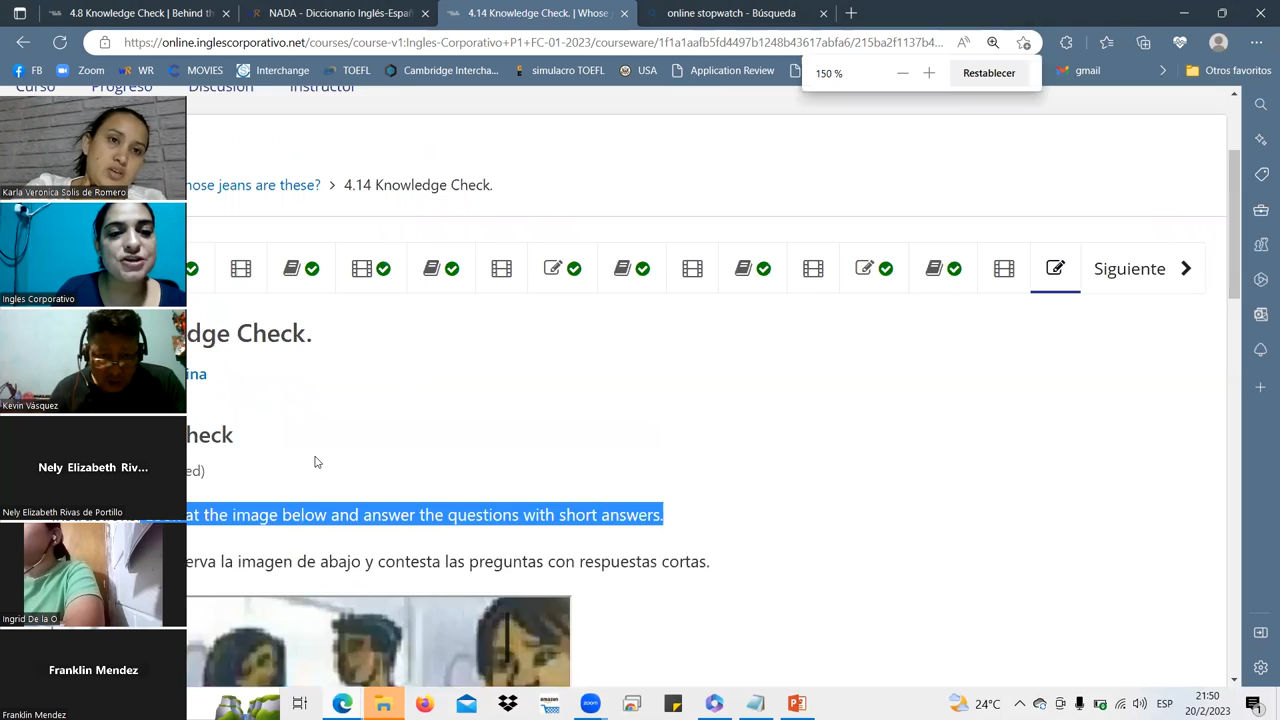 4.8 Knowledge Check | Behind th
NADA - Diccionario Inglés-Españ
4.14 Knowledge Check. | Whose j
online stopwatch - Búsqueda
https://online.inglescorporativo.net/courses/course-v1:Ingles-Corporativo+P1+FC-01-2023/courseware/1f1a1aafb5fd4497b1248b43617abfa6/215ba2f1137b4...
FB
Zoom
WR
MOVIES
Interchange
TOEFL
Cambridge Intercha...
simulacro TOEFL
USA
Application Review
gmail
Otros favoritos
150 %
Restablecer
Curso
Progreso
Discusión
Instructor
Karla Veronica Solis de Romero
hose jeans are these? > 4.14 Knowledge Check.
Ingles Corporativo
Siguiente
dge Check.
ina
Kevin Vásquez
heck
ed)
Nely Elizabeth Riv...
Nely Elizabeth Rivas de Portillo
at the image below and answer the questions with short answers.
erva la imagen de abajo y contesta las preguntas con respuestas cortas.
Ingrid De la O
Franklin Mendez
Franklin Mendez
24°C
ESP
21:50
20/2/2023